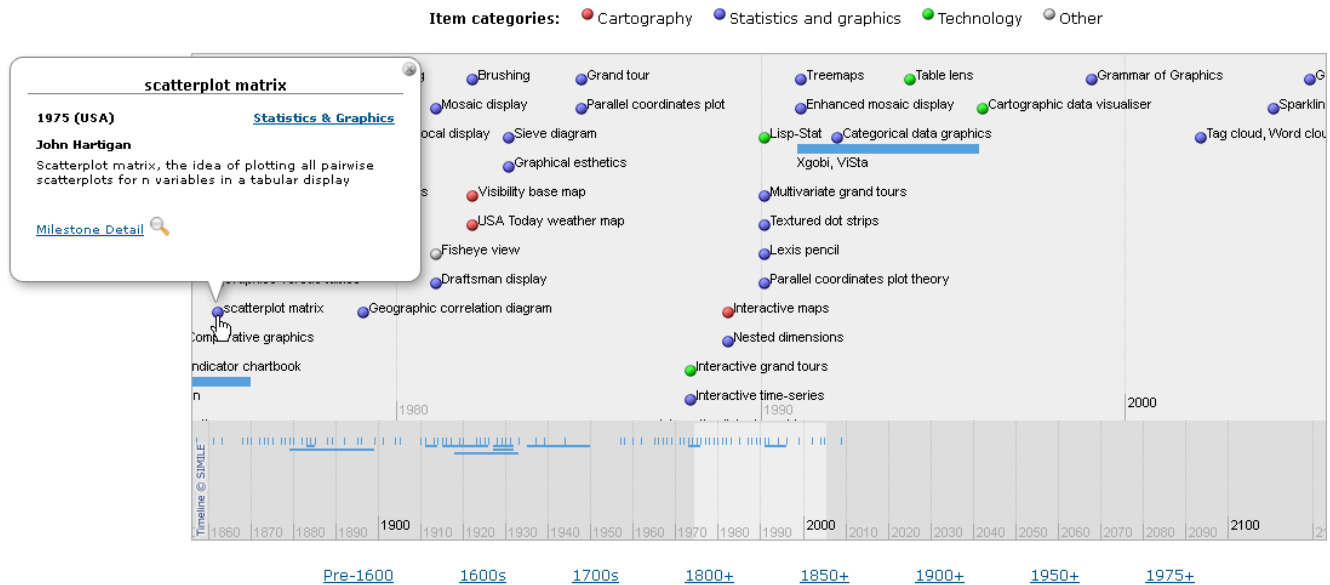 Item categories: Cartography Statistics and graphics Technology Other
scatterplot matrix
1975 (USA) Statistics & Graphics
John Hartigan
Scatterplot matrix, the idea of plotting all pairwise
scatterplots for n variables in a tabular display
Milestone Detail
Brushing Grand tour Treemaps Table lens Grammar of Graphics G
Mosaic display Parallel coordinates plot Enhanced mosaic display Cartographic data visualiser Sparklin
ocal display Sieve diagram Lisp-Stat Categorical data graphics Tag cloud, Word clou
Graphical esthetics Xgobi, ViSta
s Visibility base map Multivariate grand tours
USA Today weather map Textured dot strips
Fisheye view Lexis pencil
Draftsman display Parallel coordinates plot theory
scatterplot matrix Geographic correlation diagram Interactive maps
Comparative graphics Nested dimensions
ndicator chartbook Interactive grand tours
n Interactive time-series
1980 1990 2000
Timeline © SIMILE
1860 1870 1880 1890 1900 1910 1920 1930 1940 1950 1960 1970 1980 1990 2000 2010 2020 2030 2040 2050 2060 2070 2080 2090 2100 21
Pre-1600 1600s 1700s 1800+ 1850+ 1900+ 1950+ 1975+